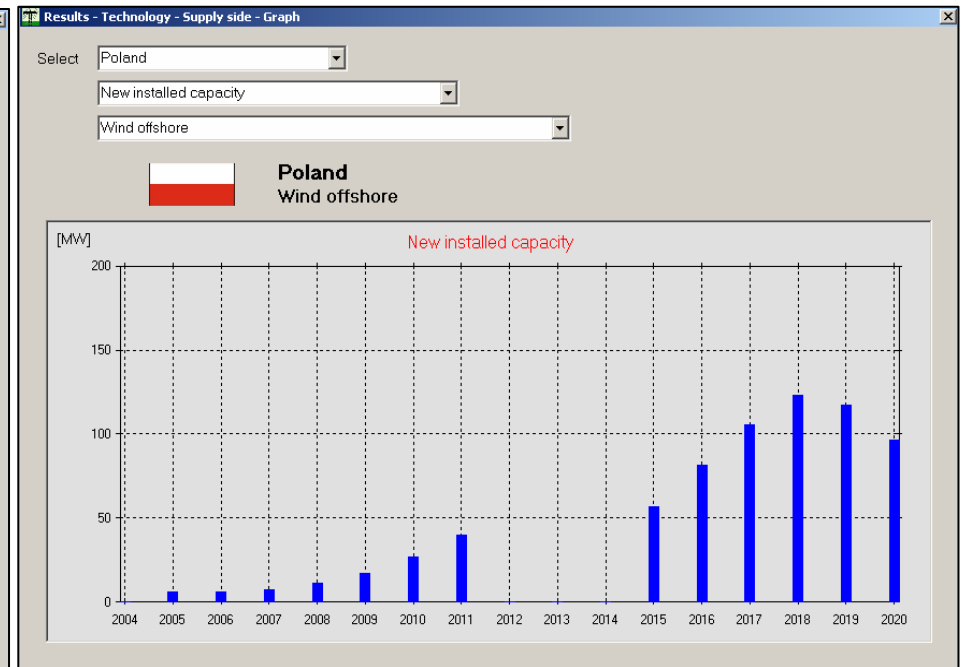 Results - Technology - Supply side - Graph
Select Poland
New installed capacity
Wind offshore
Poland
Wind offshore
[MW] New installed capacity
200
150
100
50
0
2004 2005 2006 2007 2008 2009 2010 2011 2012 2013 2014 2015 2016 2017 2018 2019 2020